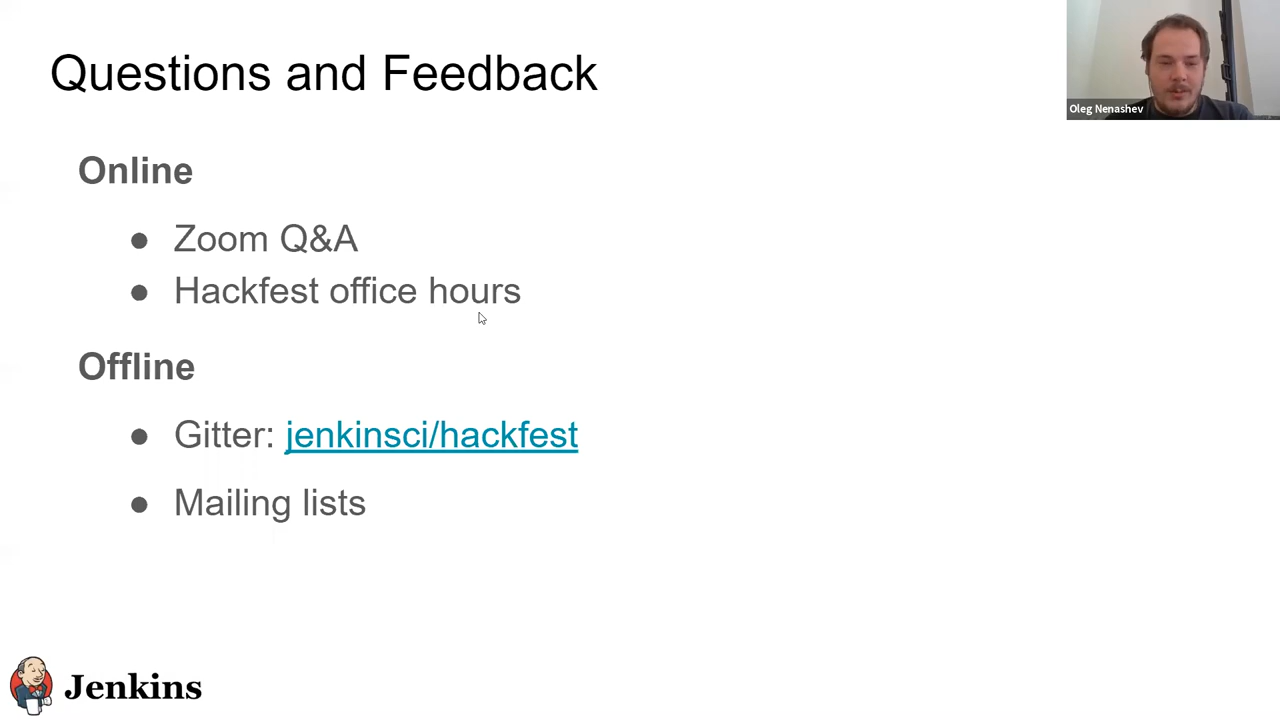 Questions and Feedback
Oleg Nenashev
Online
● Zoom Q&A
● Hackfest office hours
Offline
● Gitter: jenkinsci/hackfest
● Mailing lists
Jenkins